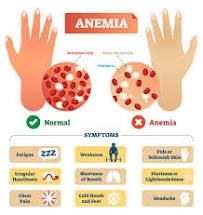 ANEMIA
Red Blood Cells
White Blood Cells
Platelets
Normal
Anemia
SYMPTOMS
Fatigue
zzz
Weakness
Pale or
Yellowish Skin
Irregular
Heartbeats
Shortness
of Breath
Dizziness or
Lightheadedness
Chest
Pain
Cold Hands
and Feet
Headache